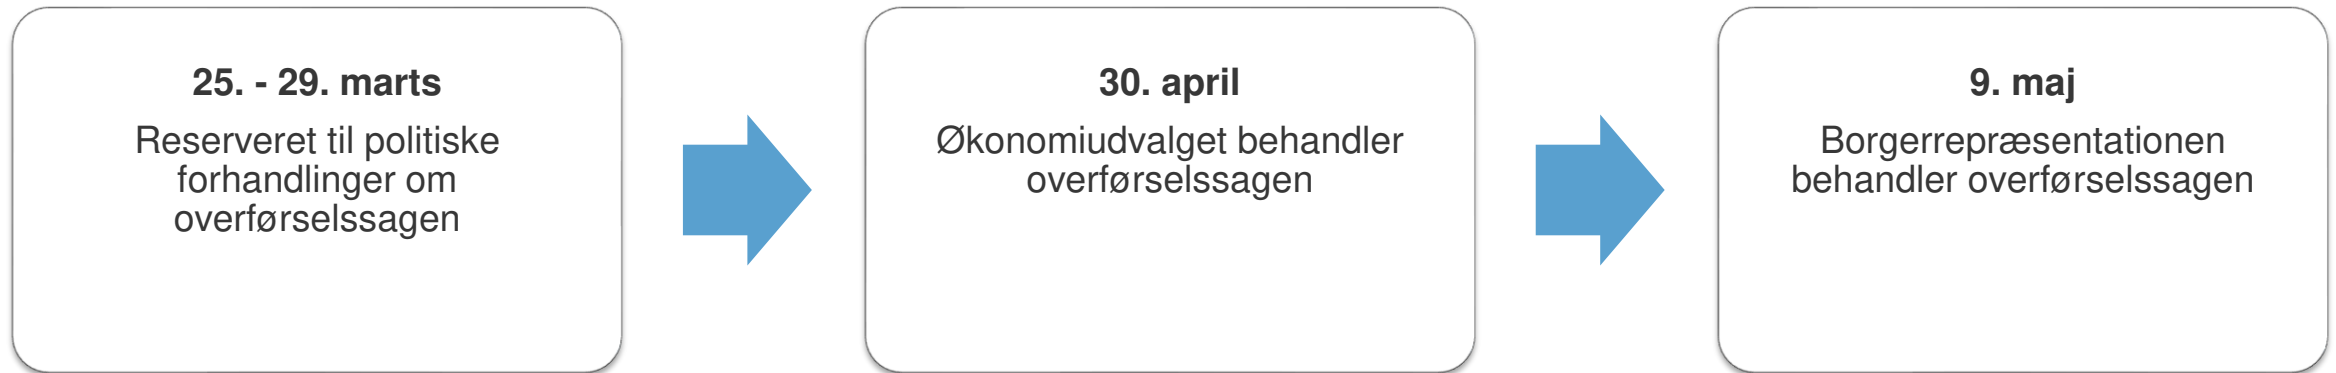 25. - 29. marts
Reserveret til politiske
forhandlinger om
overførselssagen
30. april
Økonomiudvalget behandler
overførselssagen
9. maj
Borgerrepræsentationen
behandler overførselssagen